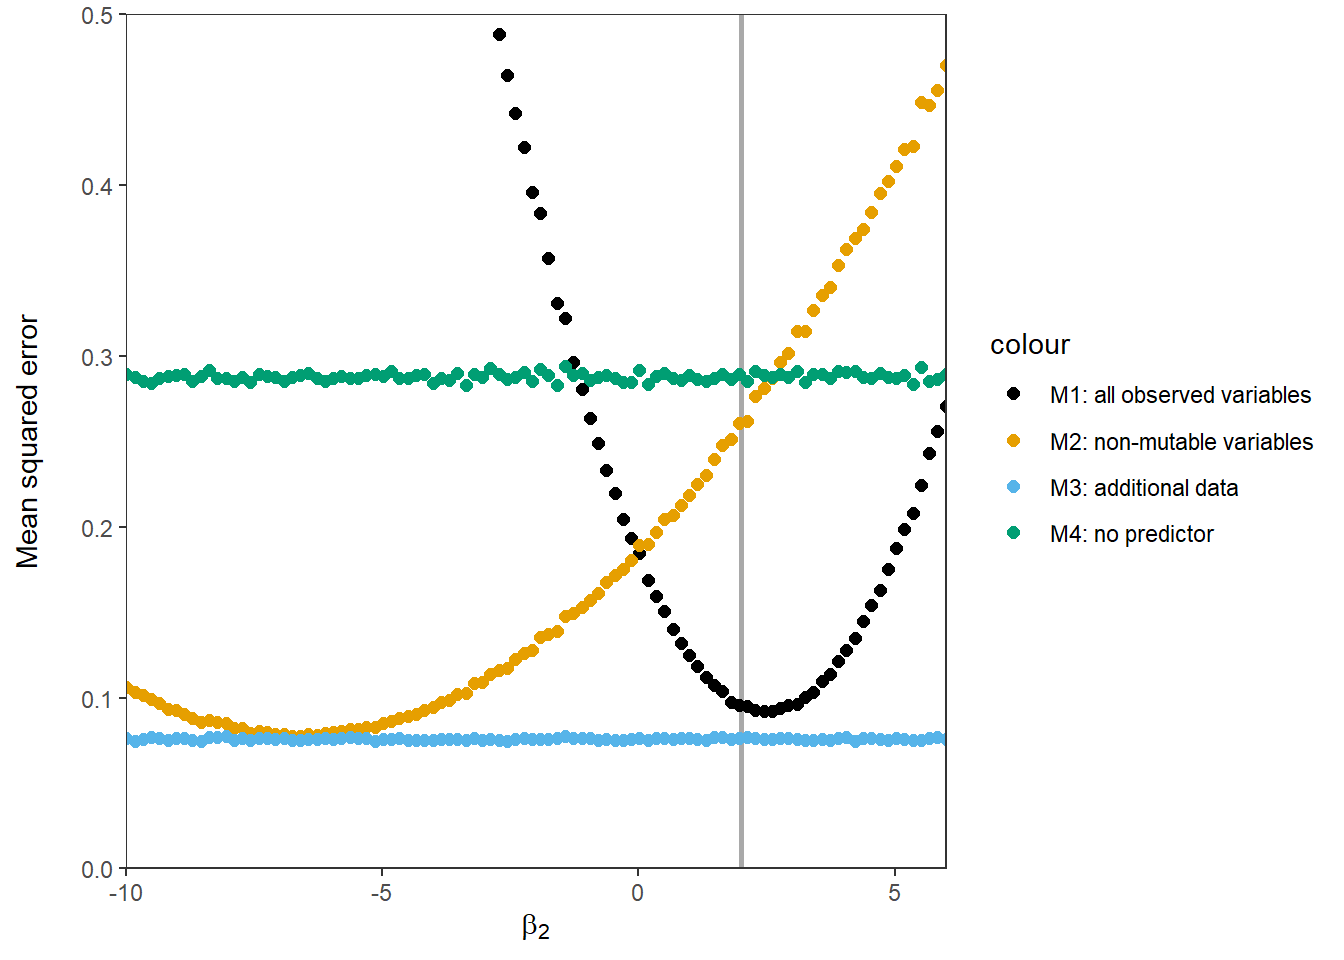 0.5
0.4
0.3
0.2
0.1
0.0
Mean squared error
-10
-5
0
5
β₂
colour
M1: all observed variables
M2: non-mutable variables
M3: additional data
M4: no predictor